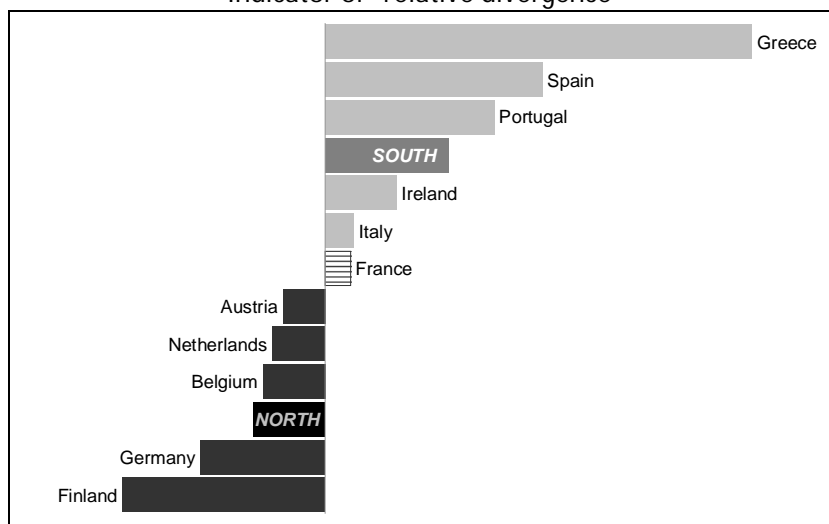 Indicator of "relative divergence"
Greece
Spain
Portugal
SOUTH
Ireland
Italy
France
Austria
Netherlands
Belgium
NORTH
Germany
Finland